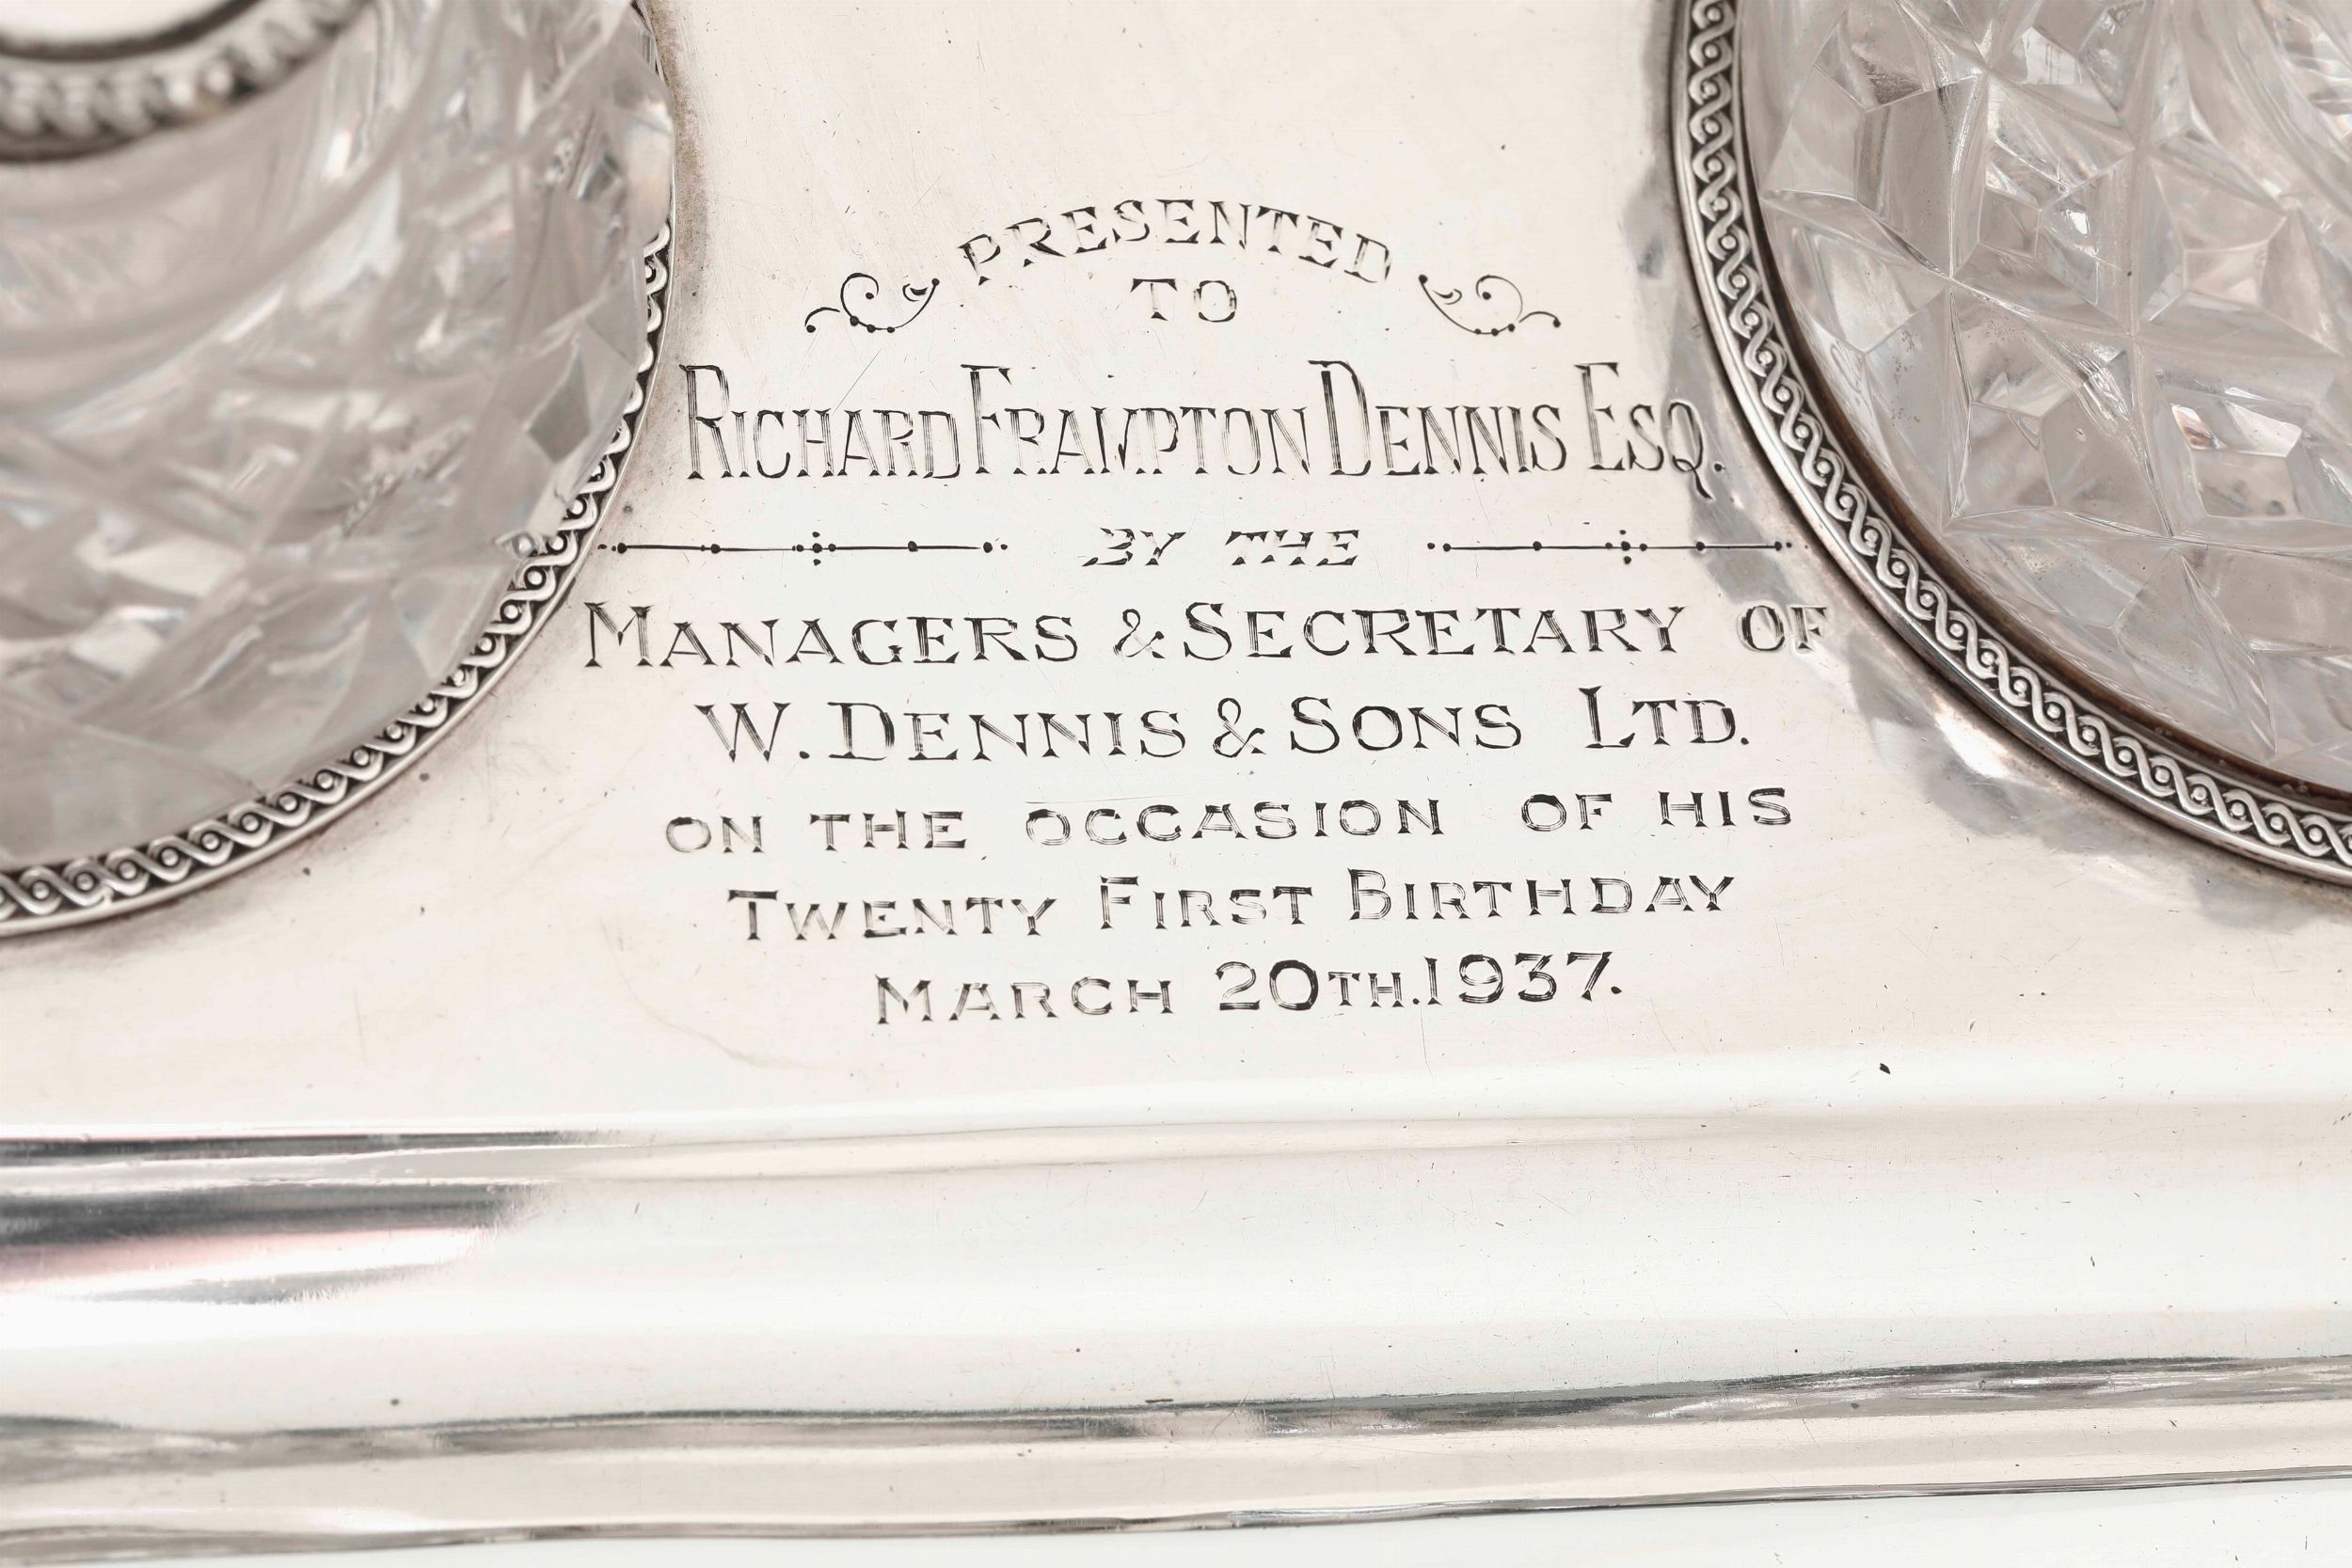 PRESENTED
TO
RICHARD FRAMPTON DENNIS ESQ.
BY THE
MANAGERS & SECRETARY OF
W. DENNIS & SONS LTD.
ON THE OCCASION OF HIS
TWENTY FIRST BIRTHDAY
MARCH 20TH. 1937.